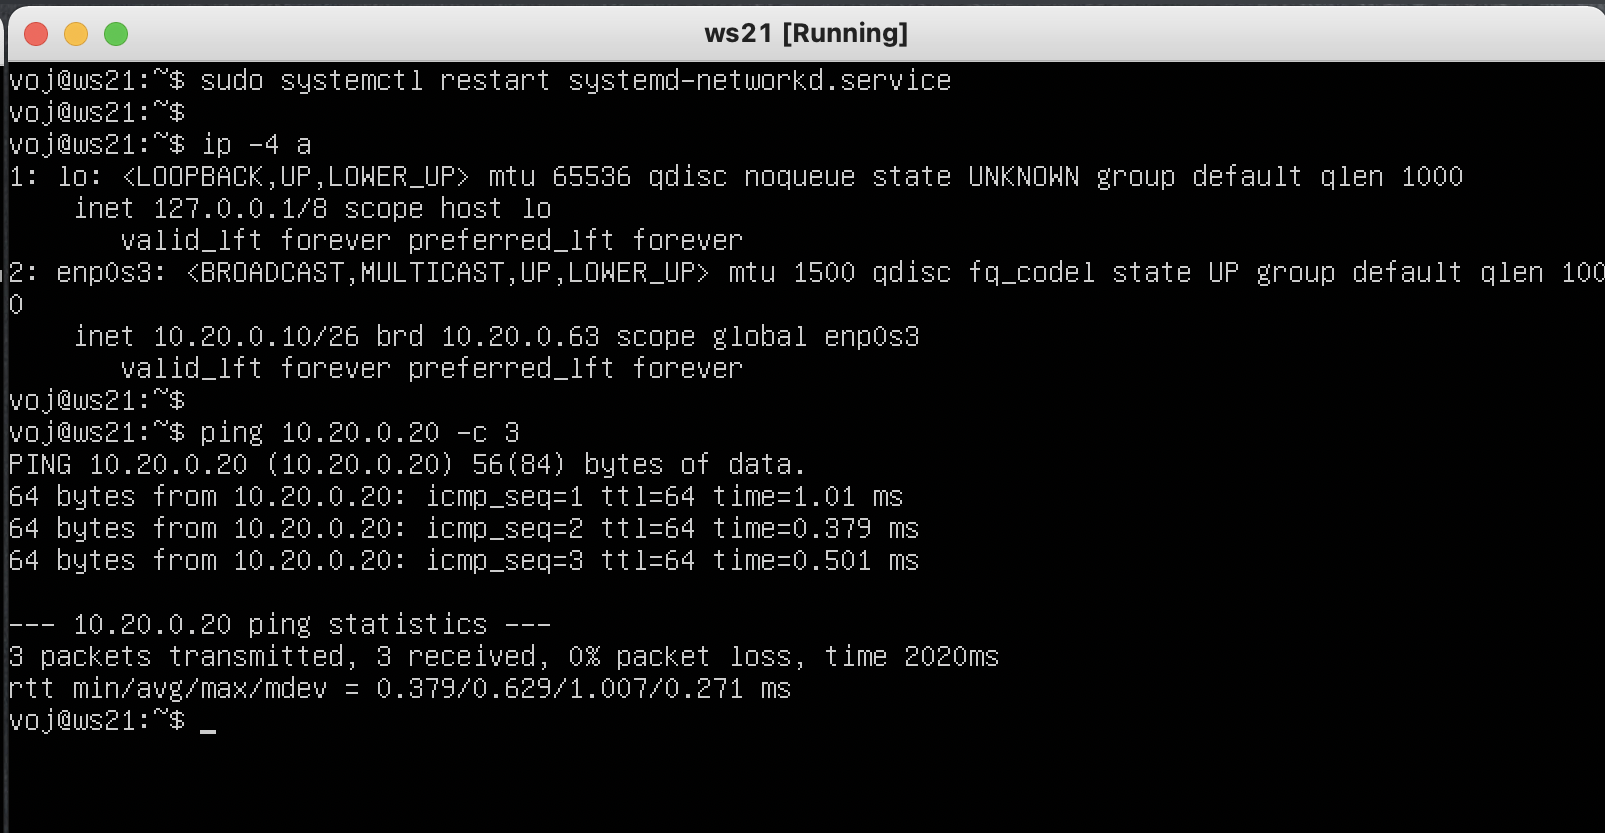 ws21 [Running]
voj@ws21:~$ sudo systemctl restart systemd-networkd.service
voj@ws21:~$
voj@ws21:~$ ip -4 a
1: lo: <LOOPBACK,UP,LOWER_UP> mtu 65536 qdisc noqueue state UNKNOWN group default qlen 1000
    inet 127.0.0.1/8 scope host lo
       valid_lft forever preferred_lft forever
2: enp0s3: <BROADCAST,MULTICAST,UP,LOWER_UP> mtu 1500 qdisc fq_codel state UP group default qlen 100
0
    inet 10.20.0.10/26 brd 10.20.0.63 scope global enp0s3
       valid_lft forever preferred_lft forever
voj@ws21:~$
voj@ws21:~$ ping 10.20.0.20 -c 3
PING 10.20.0.20 (10.20.0.20) 56(84) bytes of data.
64 bytes from 10.20.0.20: icmp_seq=1 ttl=64 time=1.01 ms
64 bytes from 10.20.0.20: icmp_seq=2 ttl=64 time=0.379 ms
64 bytes from 10.20.0.20: icmp_seq=3 ttl=64 time=0.501 ms

--- 10.20.0.20 ping statistics ---
3 packets transmitted, 3 received, 0% packet loss, time 2020ms
rtt min/avg/max/mdev = 0.379/0.629/1.007/0.271 ms
voj@ws21:~$ _